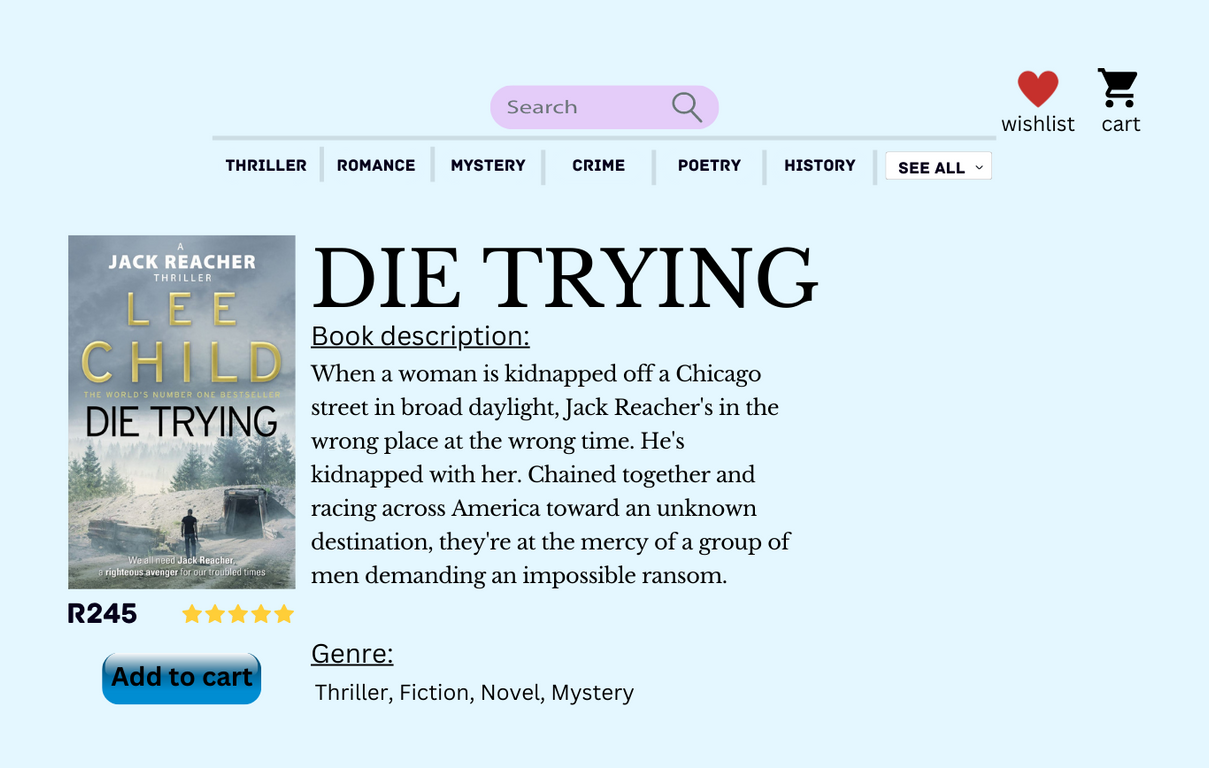 Search
wishlist
cart
THRILLER
ROMANCE
MYSTERY
CRIME
POETRY
HISTORY
SEE ALL
A
JACK REACHER
THRILLER
LEE
CHILD
THE WORLD'S NUMBER ONE BESTSELLER
DIE TRYING
We all need Jack Reacher,
a righteous avenger for our troubled times
R245
Add to cart
DIE TRYING
Book description:
When a woman is kidnapped off a Chicago
street in broad daylight, Jack Reacher's in the
wrong place at the wrong time. He's
kidnapped with her. Chained together and
racing across America toward an unknown
destination, they're at the mercy of a group of
men demanding an impossible ransom.
Genre:
Thriller, Fiction, Novel, Mystery